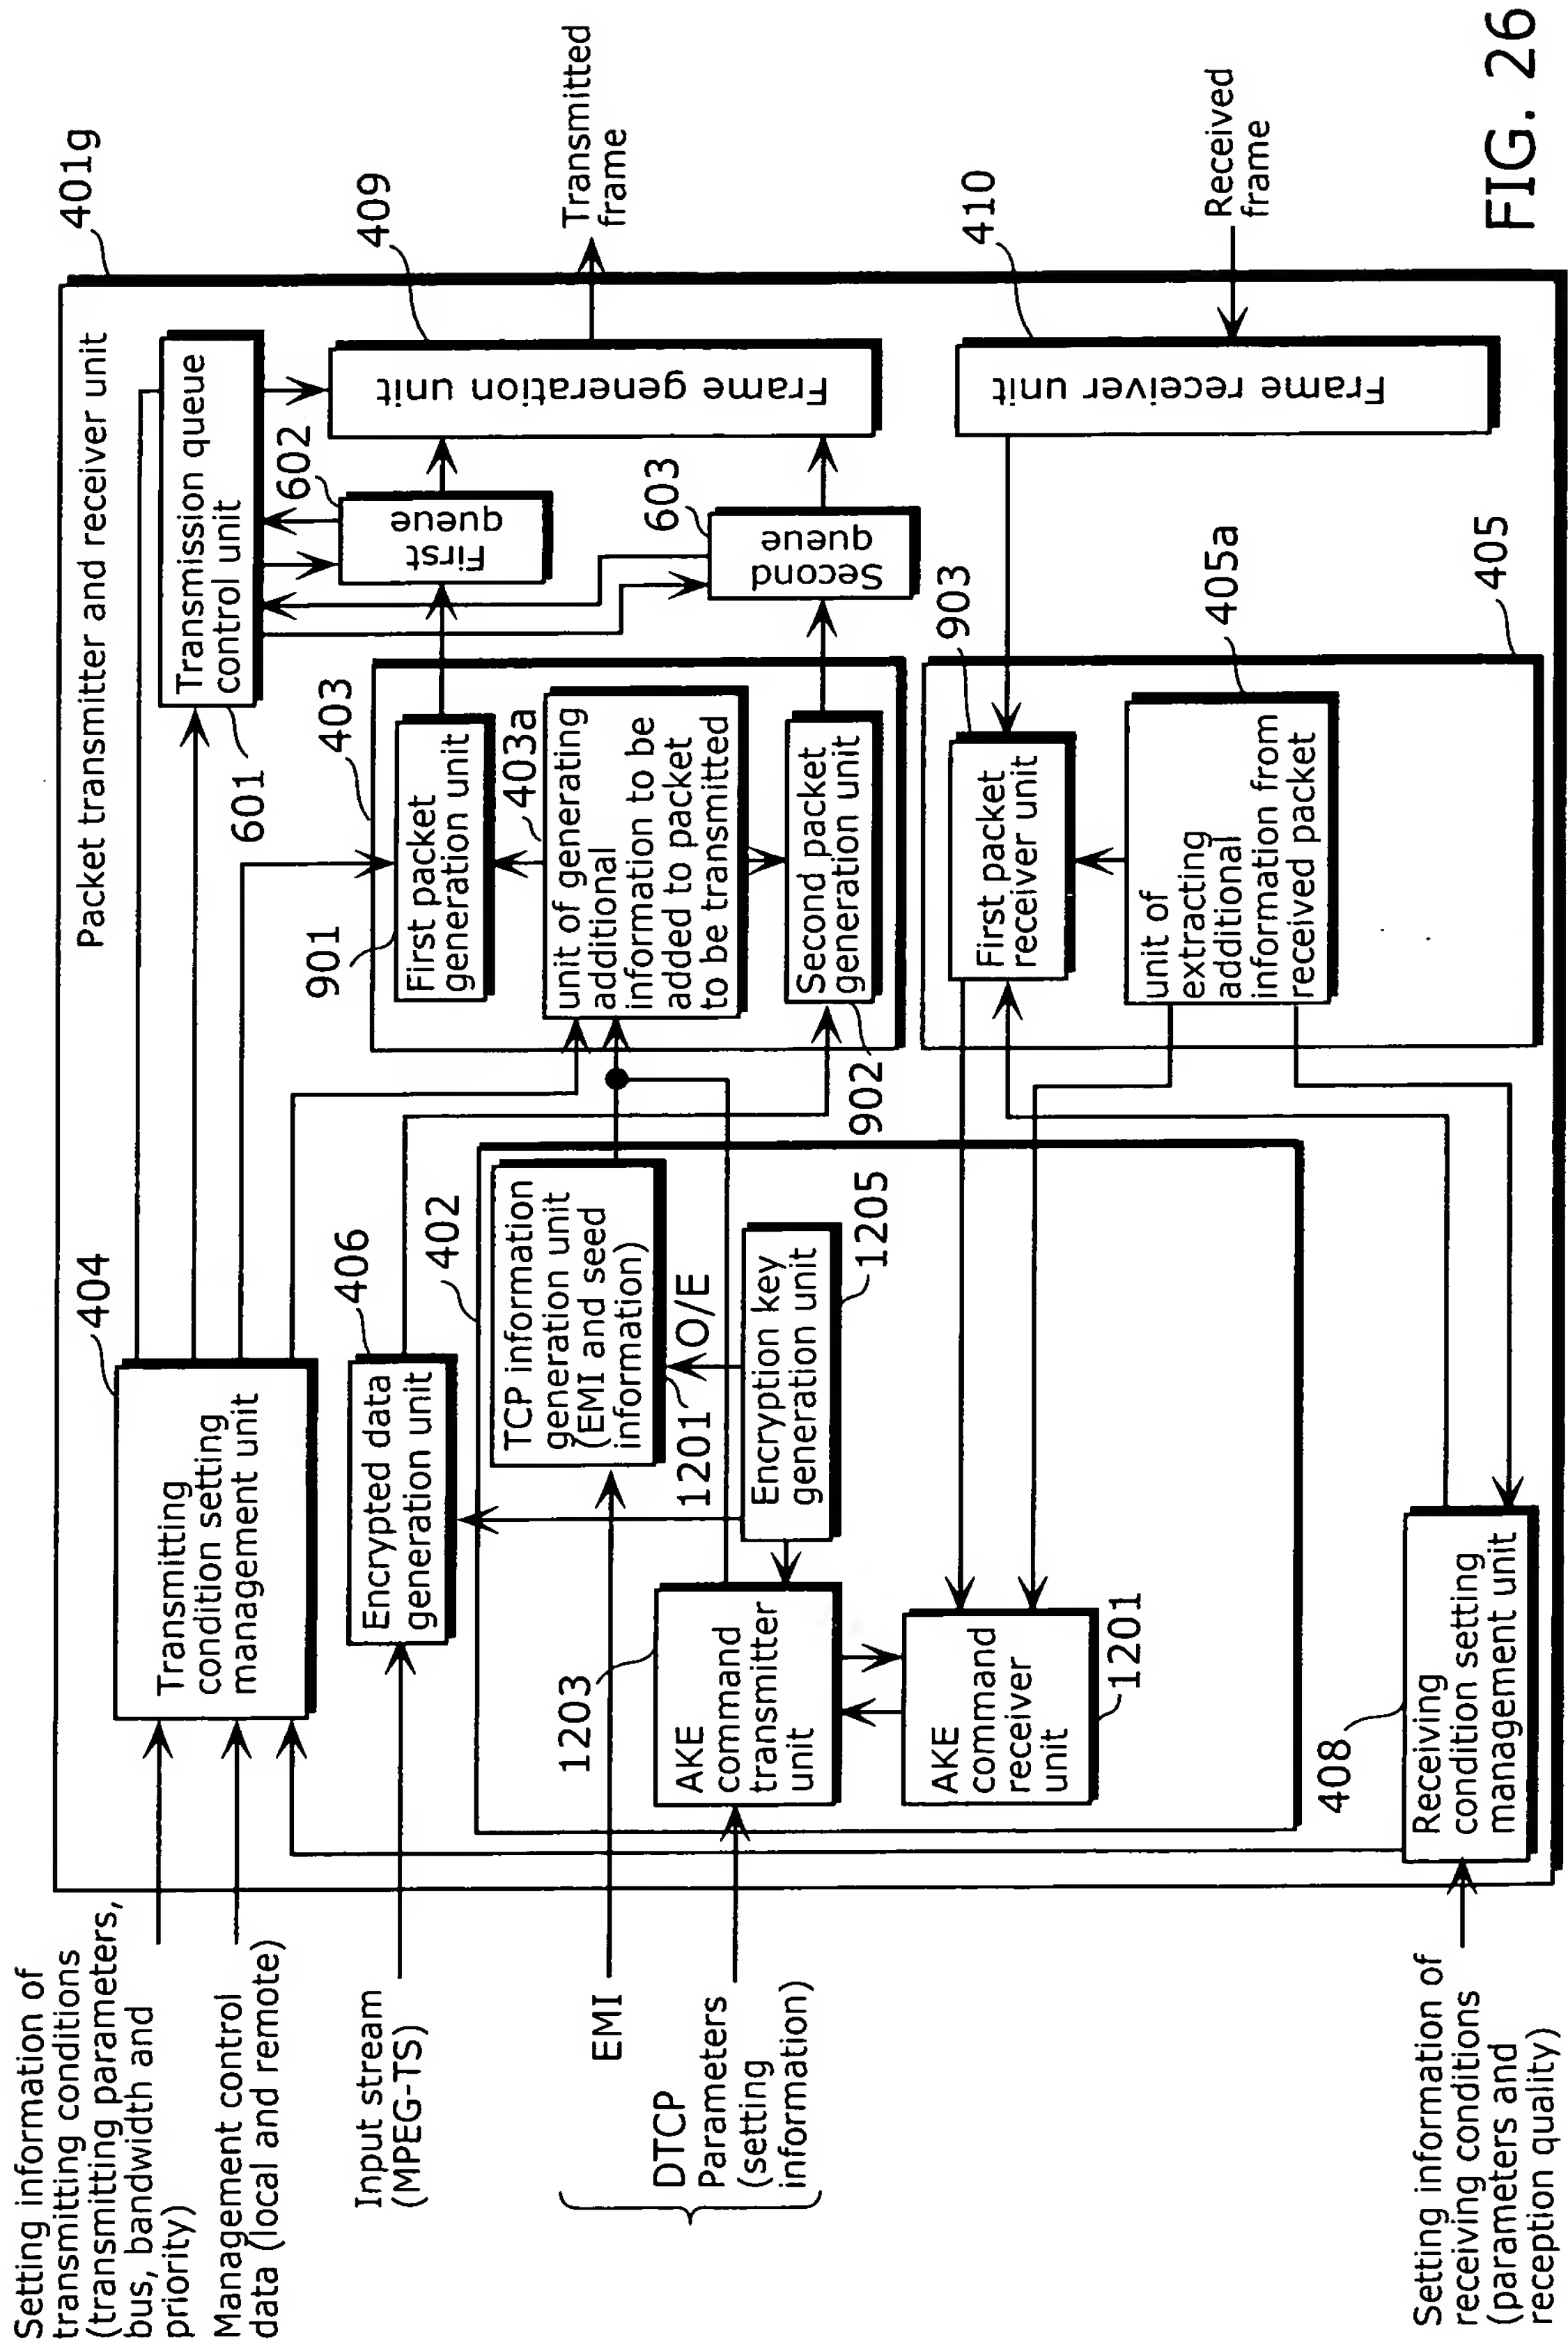 Packet transmitter and receiver unit
401g
Setting information of
transmitting conditions
(transmitting parameters,
bus, bandwidth and
priority)
Management control
data (local and remote)
404
Transmitting
condition setting
management unit
Transmission queue
control unit
601
Input stream
(MPEG-TS)
406
Encrypted data
generation unit
403
901
First packet
generation unit
403a
unit of generating
additional
information to be
added to packet
to be transmitted
Second packet
generation unit
902
602
First
queue
603
Second
queue
409
Frame generation unit
Transmitted
frame
402
TCP information
generation unit
(EMI and seed
information)
1201
O/E
Encryption key
generation unit
1205
EMI
DTCP
Parameters
(setting
information)
1203
AKE
command
transmitter
unit
AKE
command
receiver
unit
1201
903
First packet
receiver unit
405a
unit of
extracting
additional
information from
received packet
405
410
Frame receiver
unit
Received
frame
408
Receiving
condition setting
management unit
Setting information of
receiving conditions
(parameters and
reception quality)
FIG. 26